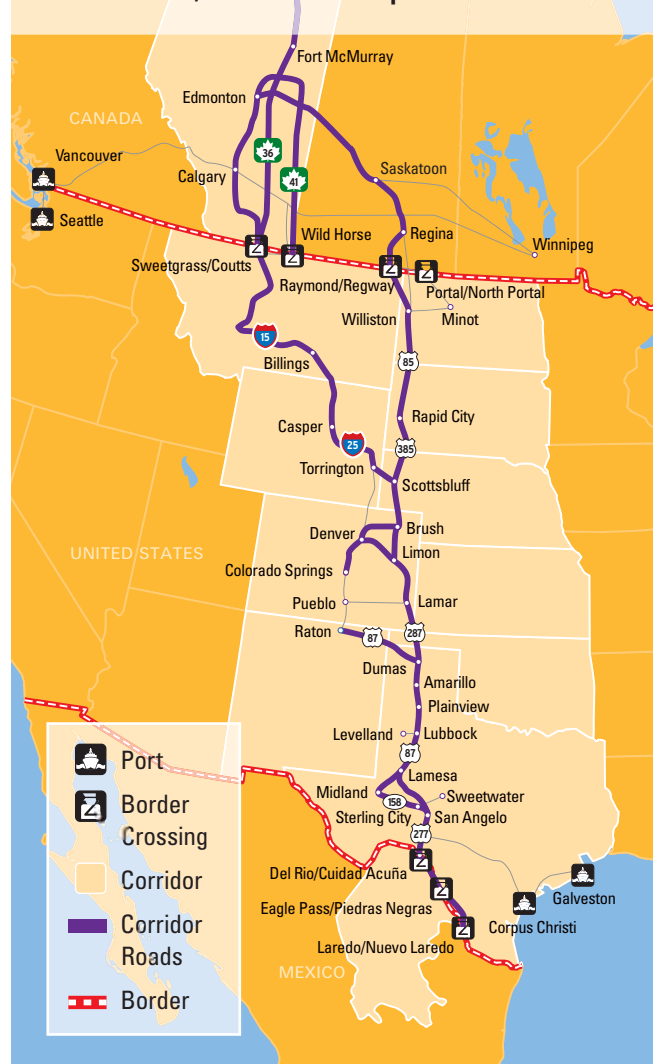 Fort McMurray
Edmonton
CANADA
36
Vancouver
Calgary
41
Saskatoon
Seattle
Wild Horse
Regina
Winnipeg
Sweetgrass/Coutts
Raymond/Regway
Portal/North Portal
Williston
Minot
15
Billings
85
Casper
Rapid City
25
385
Torrington
Scottsbluff
Denver
Brush
UNITED STATES
Limon
Colorado Springs
Pueblo
Lamar
Raton
87
287
Dumas
Amarillo
Plainview
Levelland
Lubbock
87
Lamesa
Midland
158
Sweetwater
Sterling City
San Angelo
277
Del Rio/Cuidad Acuña
Eagle Pass/Piedras Negras
Galveston
Corpus Christi
Laredo/Nuevo Laredo
MEXICO
Port
Border
Crossing
Corridor
Corridor
Roads
Border